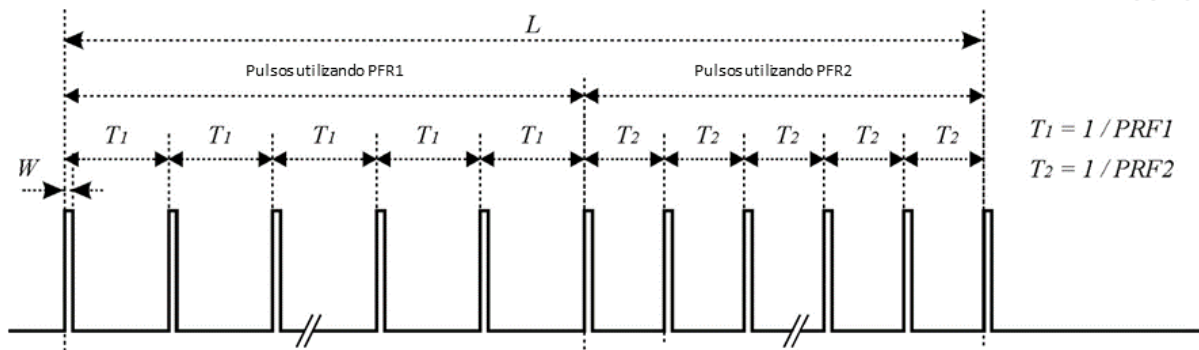 L
Pulsos utilizando PFR1
Pulsos utilizando PFR2
T1 T1 T1 T1 T1 T2 T2 T2 T2 T2
T1 = 1 / PRF1
W
T2 = 1 / PRF2